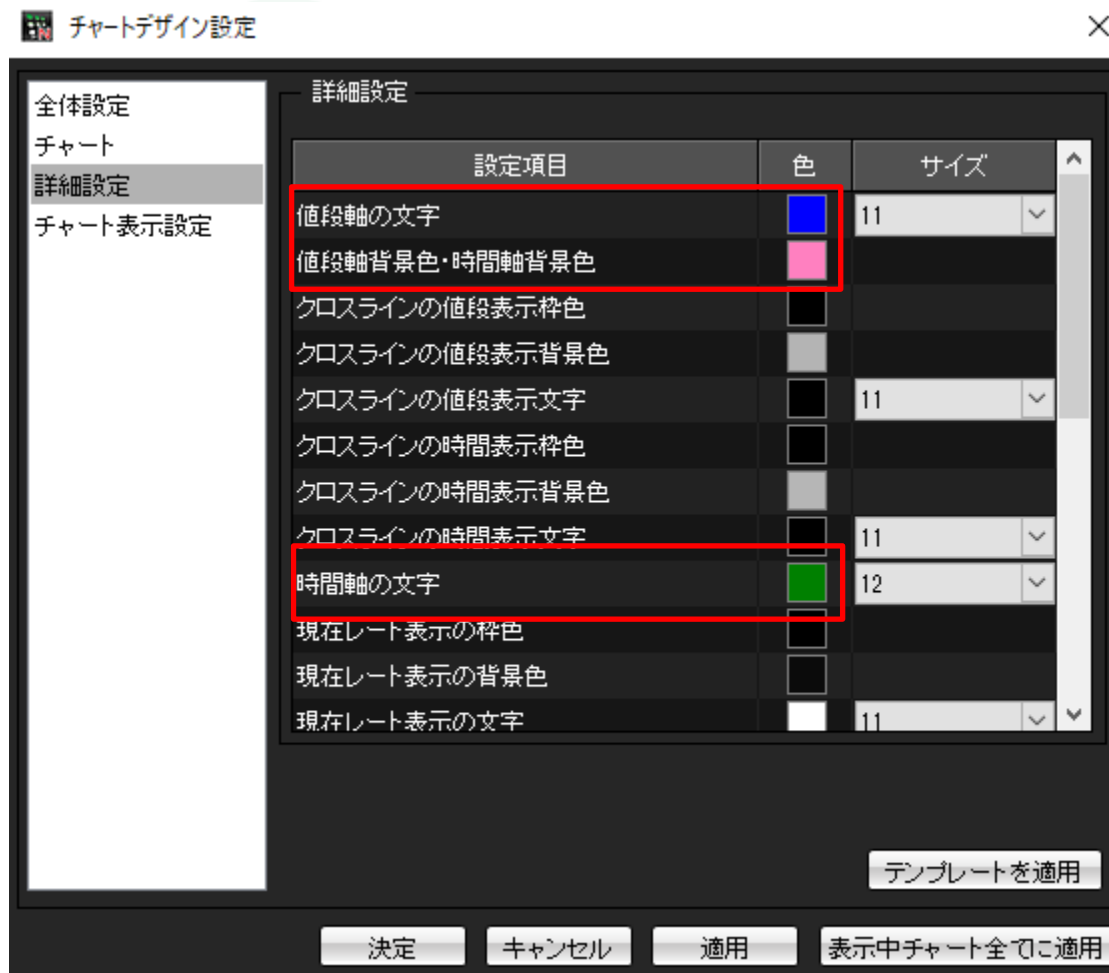 チャートデザイン設定
全体設定
チャート
詳細設定
チャート表示設定
詳細設定
設定項目 色 サイズ
値段軸の文字 11
値段軸背景色・時間軸背景色
クロスラインの値段表示枠色
クロスラインの値段表示背景色
クロスラインの値段表示文字 11
クロスラインの時間表示枠色
クロスラインの時間表示背景色
クロスラインの時間表示文字 11
時間軸の文字 12
現在レート表示の枠色
現在レート表示の背景色
現在レート表示の文字 11
テンプレートを適用
決定 キャンセル 適用 表示中チャート全てに適用